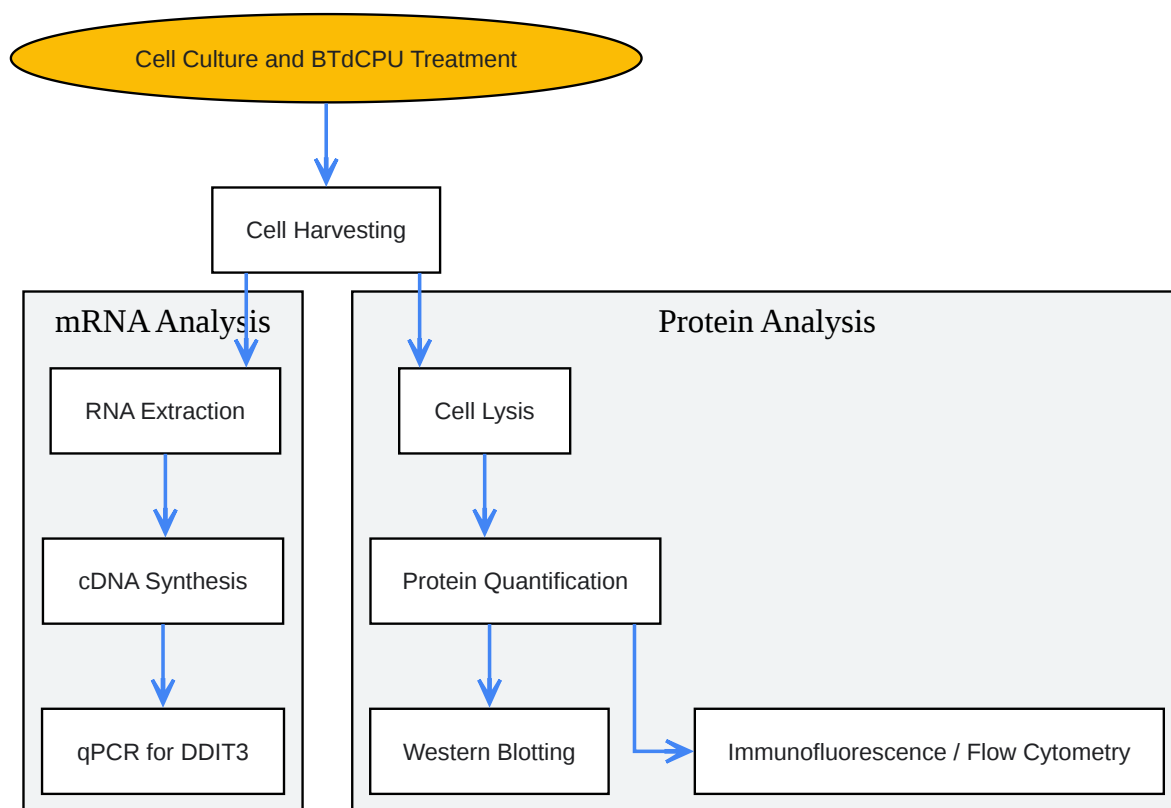 Cell Culture and BTdCPU Treatment
Cell Harvesting
mRNA Analysis
Protein Analysis
RNA Extraction
Cell Lysis
cDNA Synthesis
Protein Quantification
qPCR for DDIT3
Western Blotting
Immunofluorescence / Flow Cytometry